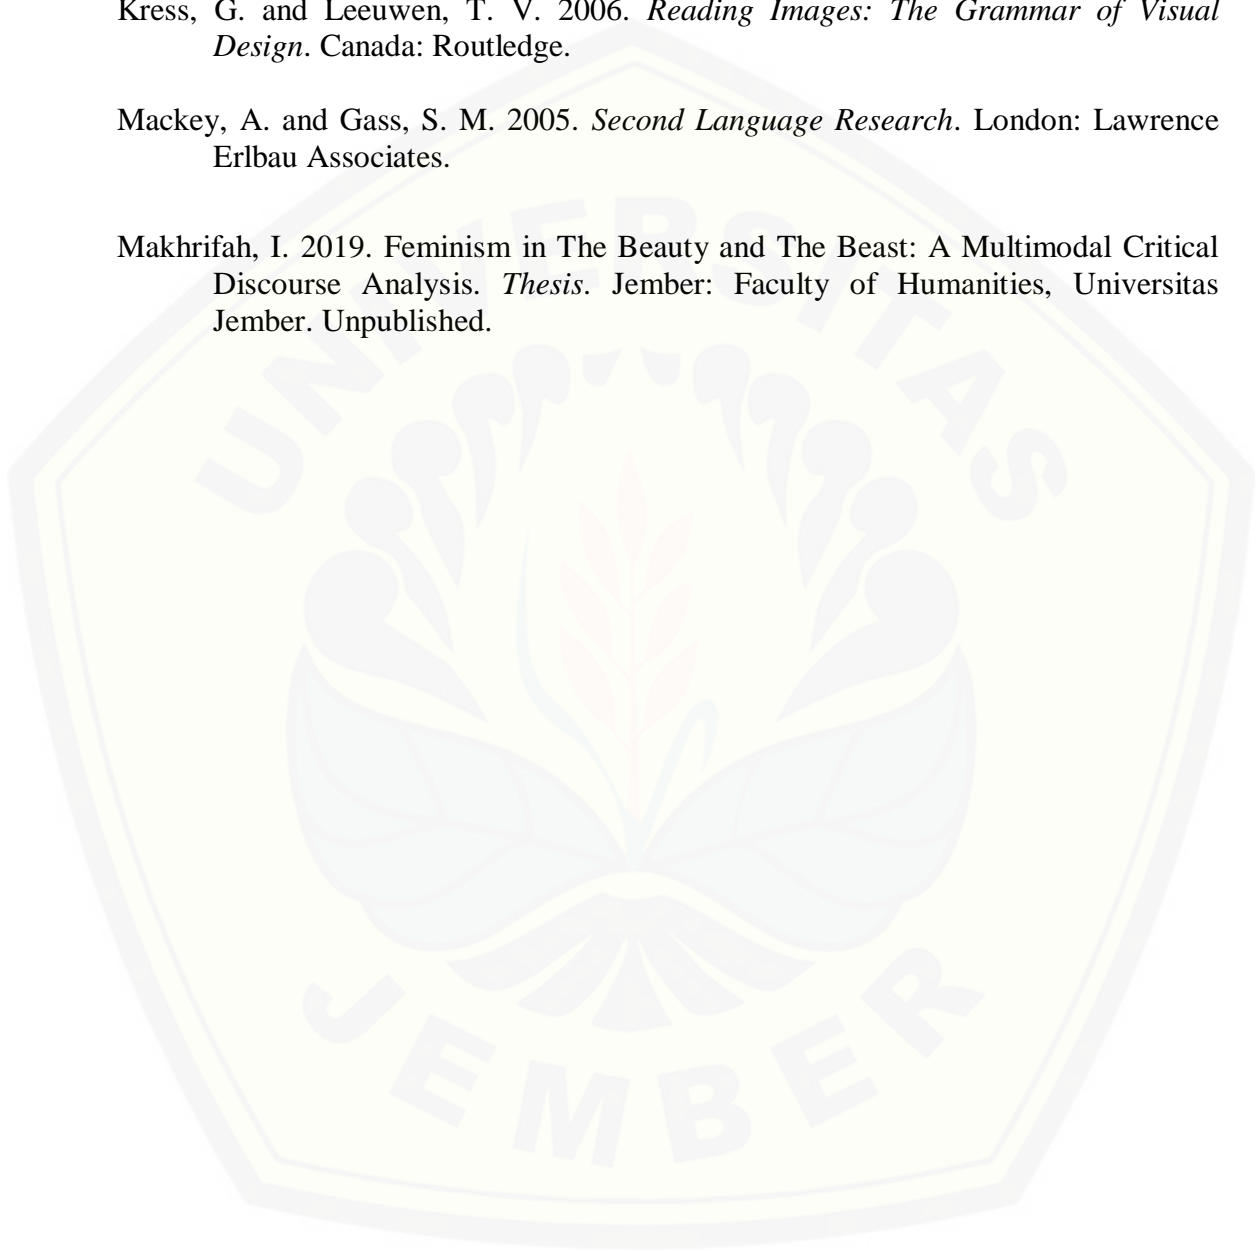 Kress, G. and Leeuwen, T. V. 2006. Reading Images: The Grammar of Visual
Design. Canada: Routledge.
Mackey, A. and Gass, S. M. 2005. Second Language Research. London: Lawrence
Erlbau Associates.
Makhrifah, I. 2019. Feminism in The Beauty and The Beast: A Multimodal Critical
Discourse Analysis. Thesis. Jember: Faculty of Humanities, Universitas
Jember. Unpublished.
UNIVERSITAS
JEMBER